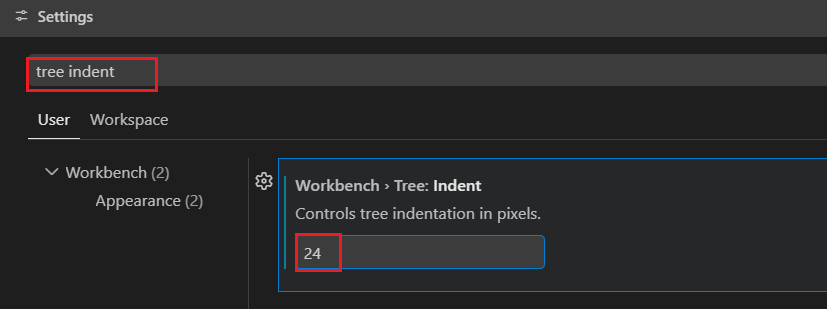 Settings
tree indent
User Workspace
Workbench (2)
Appearance (2)
Workbench › Tree: Indent
Controls tree indentation in pixels.
24